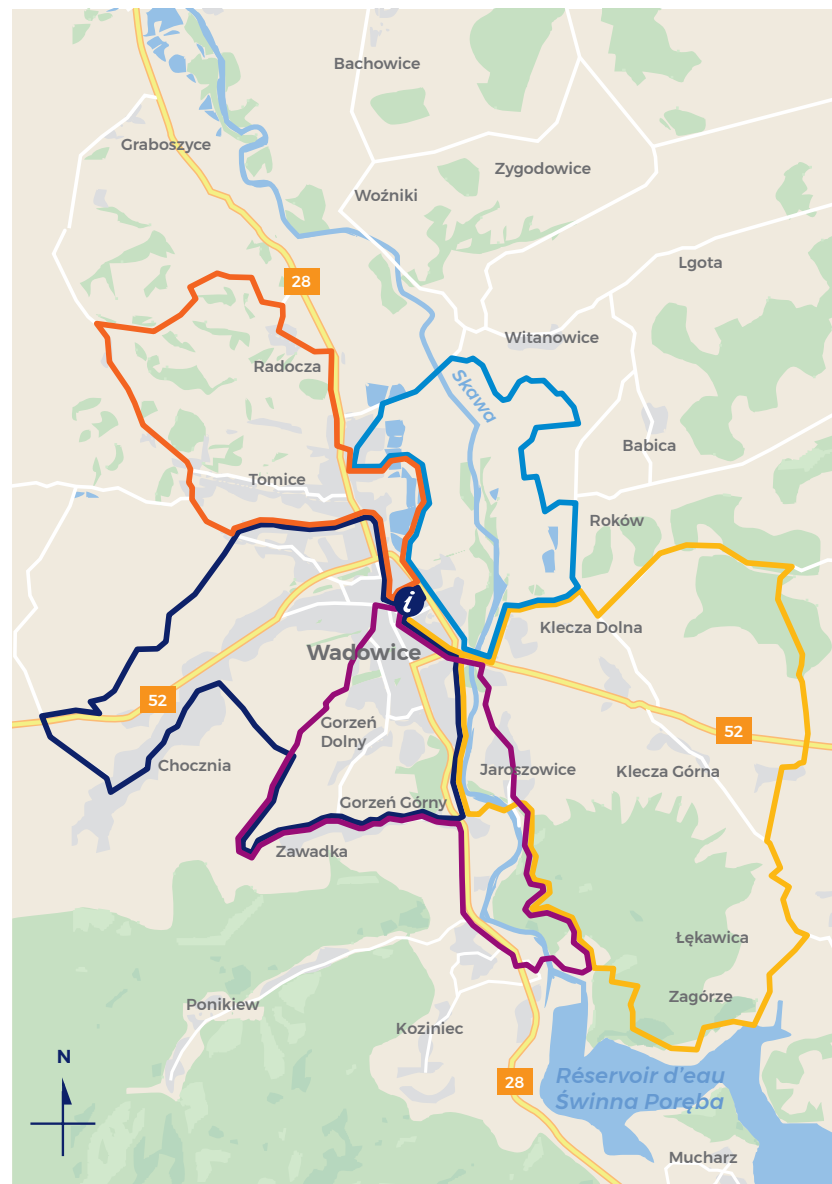 Bachowice
Graboszyce
Zygodowice
Woźniki
Lgota
28
Witanowice
Radocza
Skawa
Babica
Tomice
Roków
i
Klecza Dolna
Wadowice
52
Gorzeń
Dolny
52
Chocznia
Jaroszowice
Klecza Górna
Gorzeń Górny
Zawadka
Łękawica
Zagórze
Ponikiew
Koziniec
N
28
Réservoir d'eau
Świnna Poręba
Mucharz